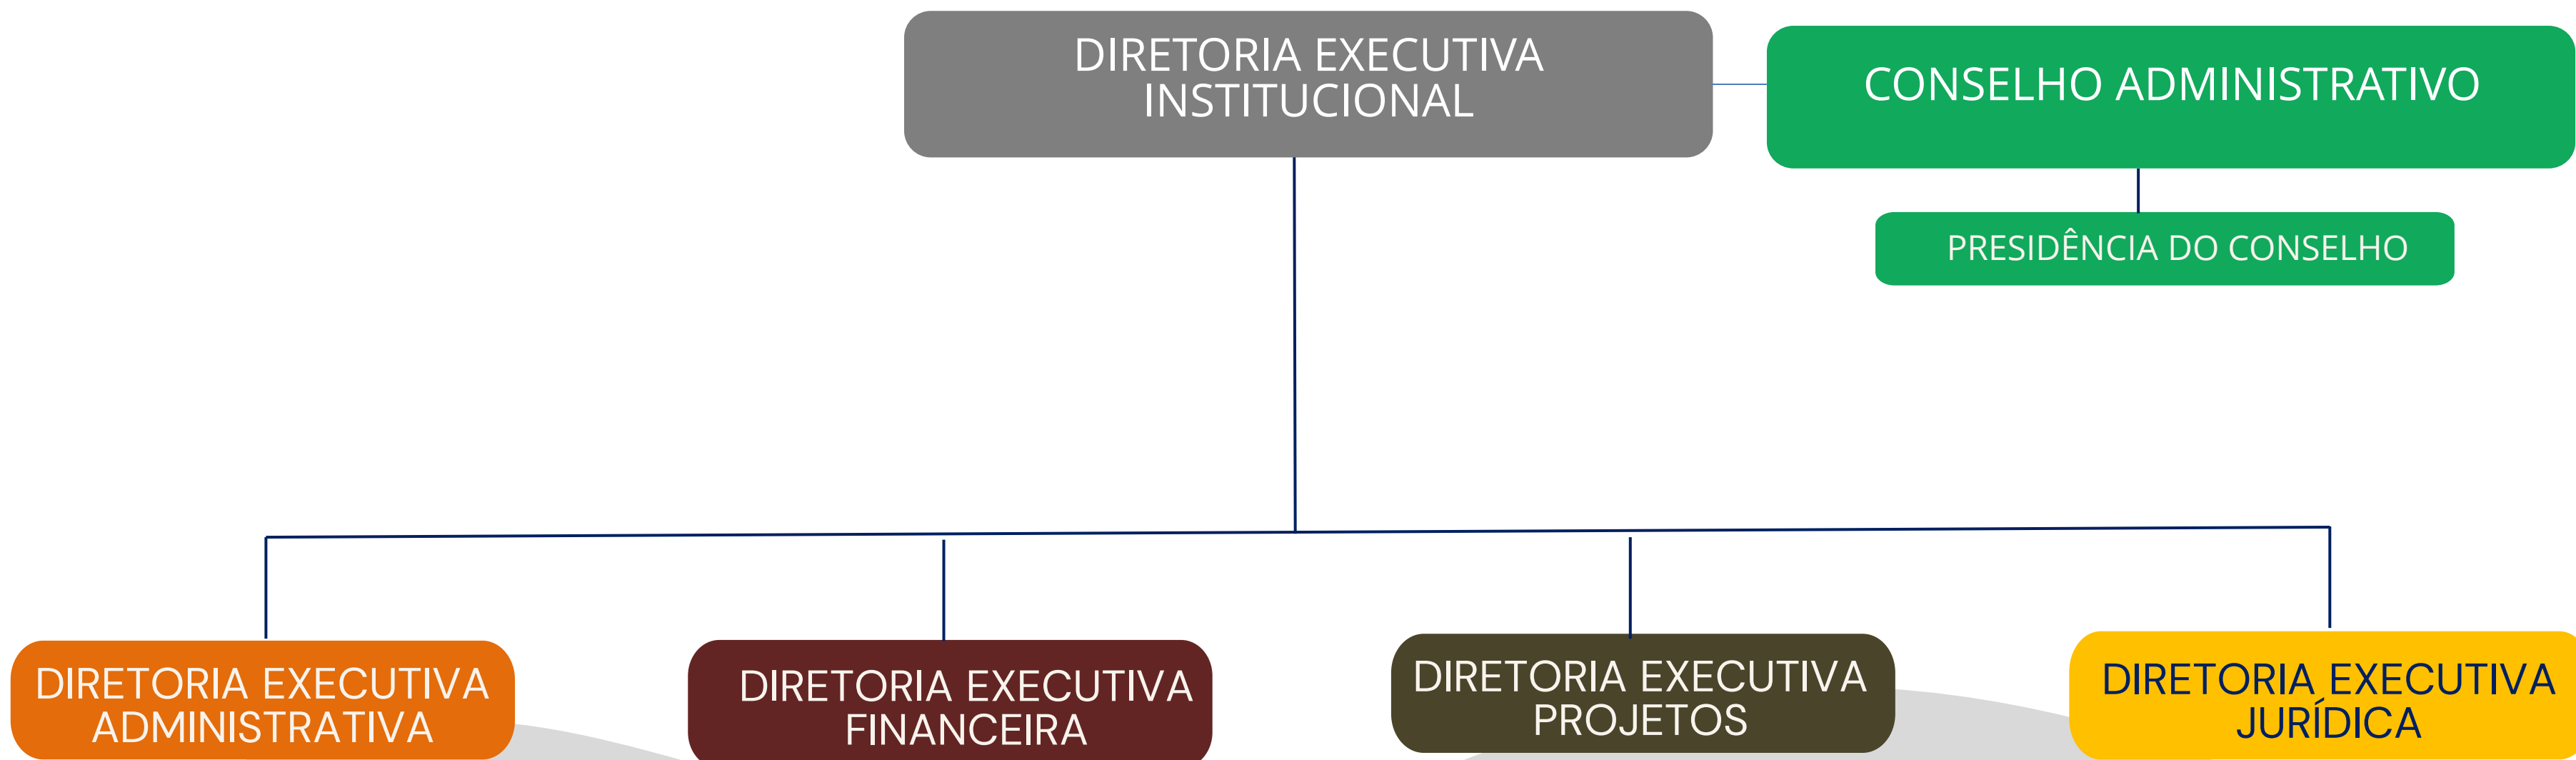 DIRETORIA EXECUTIVA
INSTITUCIONAL
CONSELHO ADMINISTRATIVO
PRESIDÊNCIA DO CONSELHO
DIRETORIA EXECUTIVA
ADMINISTRATIVA
DIRETORIA EXECUTIVA
FINANCEIRA
DIRETORIA EXECUTIVA
PROJETOS
DIRETORIA EXECUTIVA
JURÍDICA